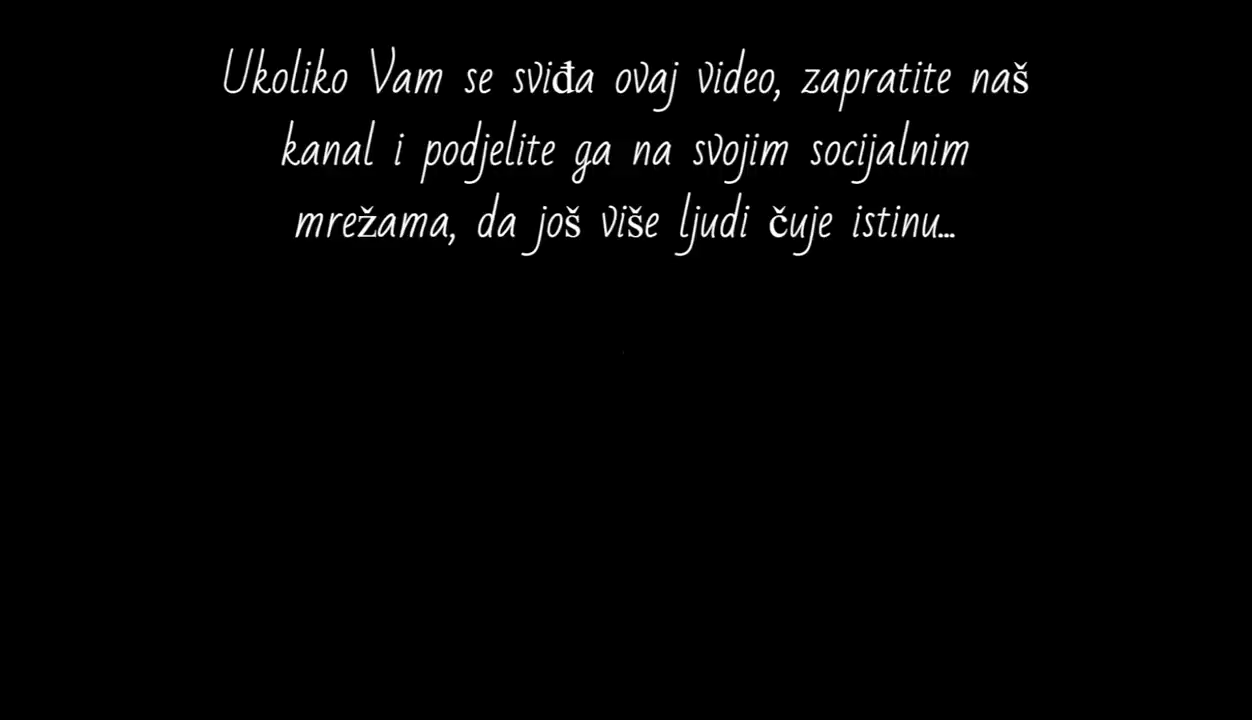 Ukoliko Vam se sviđa ovaj video, zapratite naš
kanal i podjelite ga na svojim socijalnim
mrežama, da još više ljudi čuje istinu...